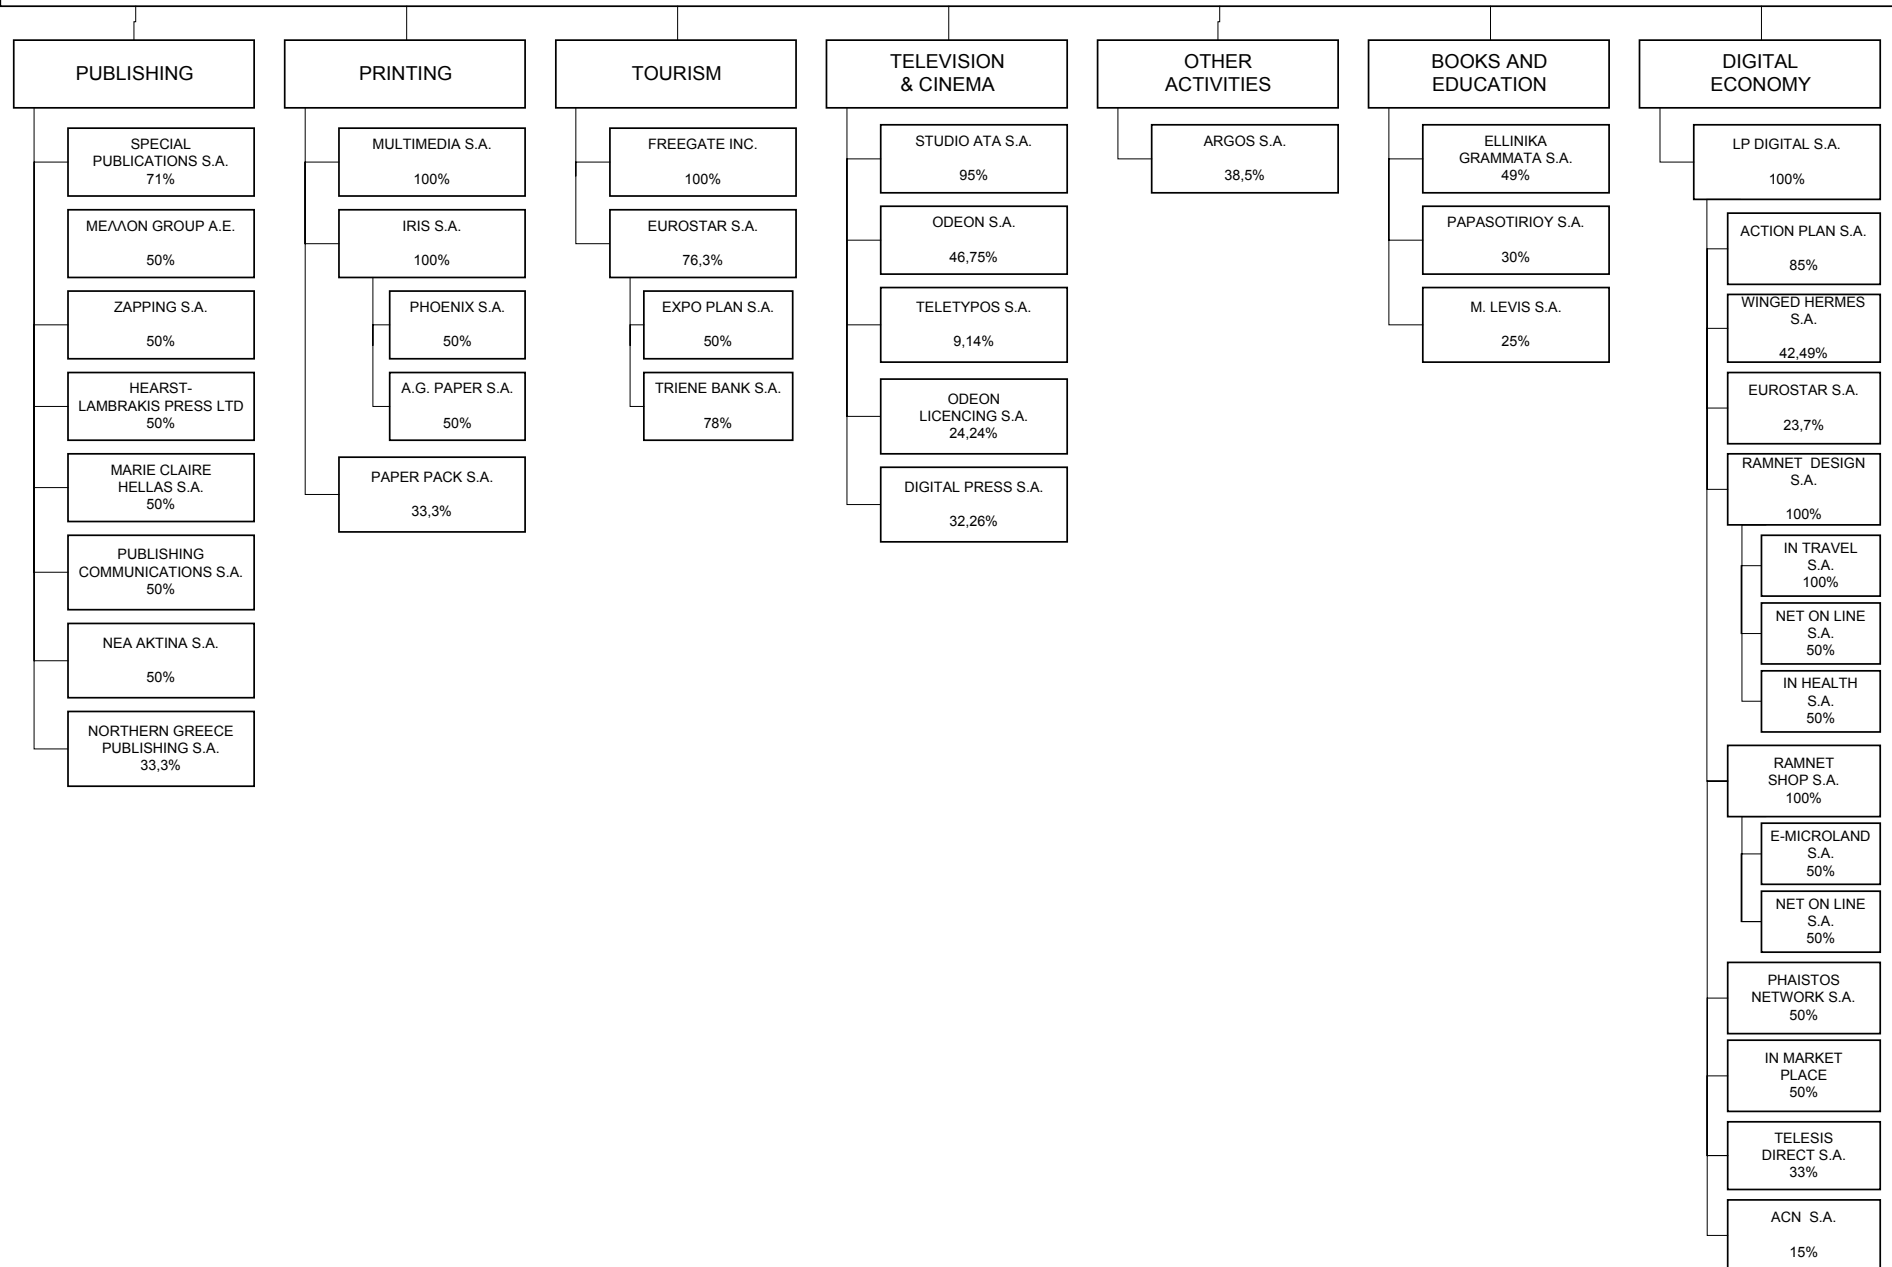 PUBLISHING
SPECIAL
PUBLICATIONS S.A.
71%
ΜΕΛΛΟΝ GROUP A.E.
50%
ZAPPING S.A.
50%
HEARST-
LAMBRAKIS PRESS LTD
50%
MARIE CLAIRE
HELLAS S.A.
50%
PUBLISHING
COMMUNICATIONS S.A.
50%
NEA AKTINA S.A.
50%
NORTHERN GREECE
PUBLISHING S.A.
33,3%
PRINTING
MULTIMEDIA S.A.
100%
IRIS S.A.
100%
PHOENIX S.A.
50%
A.G. PAPER S.A.
50%
PAPER PACK S.A.
33,3%
TOURISM
FREEGATE INC.
100%
EUROSTAR S.A.
76,3%
EXPO PLAN S.A.
50%
TRIENE BANK S.A.
78%
TELEVISION
& CINEMA
STUDIO ATA S.A.
95%
ODEON S.A.
46,75%
TELETYPOS S.A.
9,14%
ODEON
LICENCING S.A.
24,24%
DIGITAL PRESS S.A.
32,26%
OTHER
ACTIVITIES
ARGOS S.A.
38,5%
BOOKS AND
EDUCATION
ELLINIKA
GRAMMATA S.A.
49%
PAPASOTIRIOY S.A.
30%
M. LEVIS S.A.
25%
DIGITAL
ECONOMY
LP DIGITAL S.A.
100%
ACTION PLAN S.A.
85%
WINGED HERMES
S.A.
42,49%
EUROSTAR S.A.
23,7%
RAMNET DESIGN
S.A.
100%
IN TRAVEL
S.A.
100%
NET ON LINE
S.A.
50%
IN HEALTH
S.A.
50%
RAMNET
SHOP S.A.
100%
E-MICROLAND
S.A.
50%
NET ON LINE
S.A.
50%
PHAISTOS
NETWORK S.A.
50%
IN MARKET
PLACE
50%
TELESIS
DIRECT S.A.
33%
ACN S.A.
15%